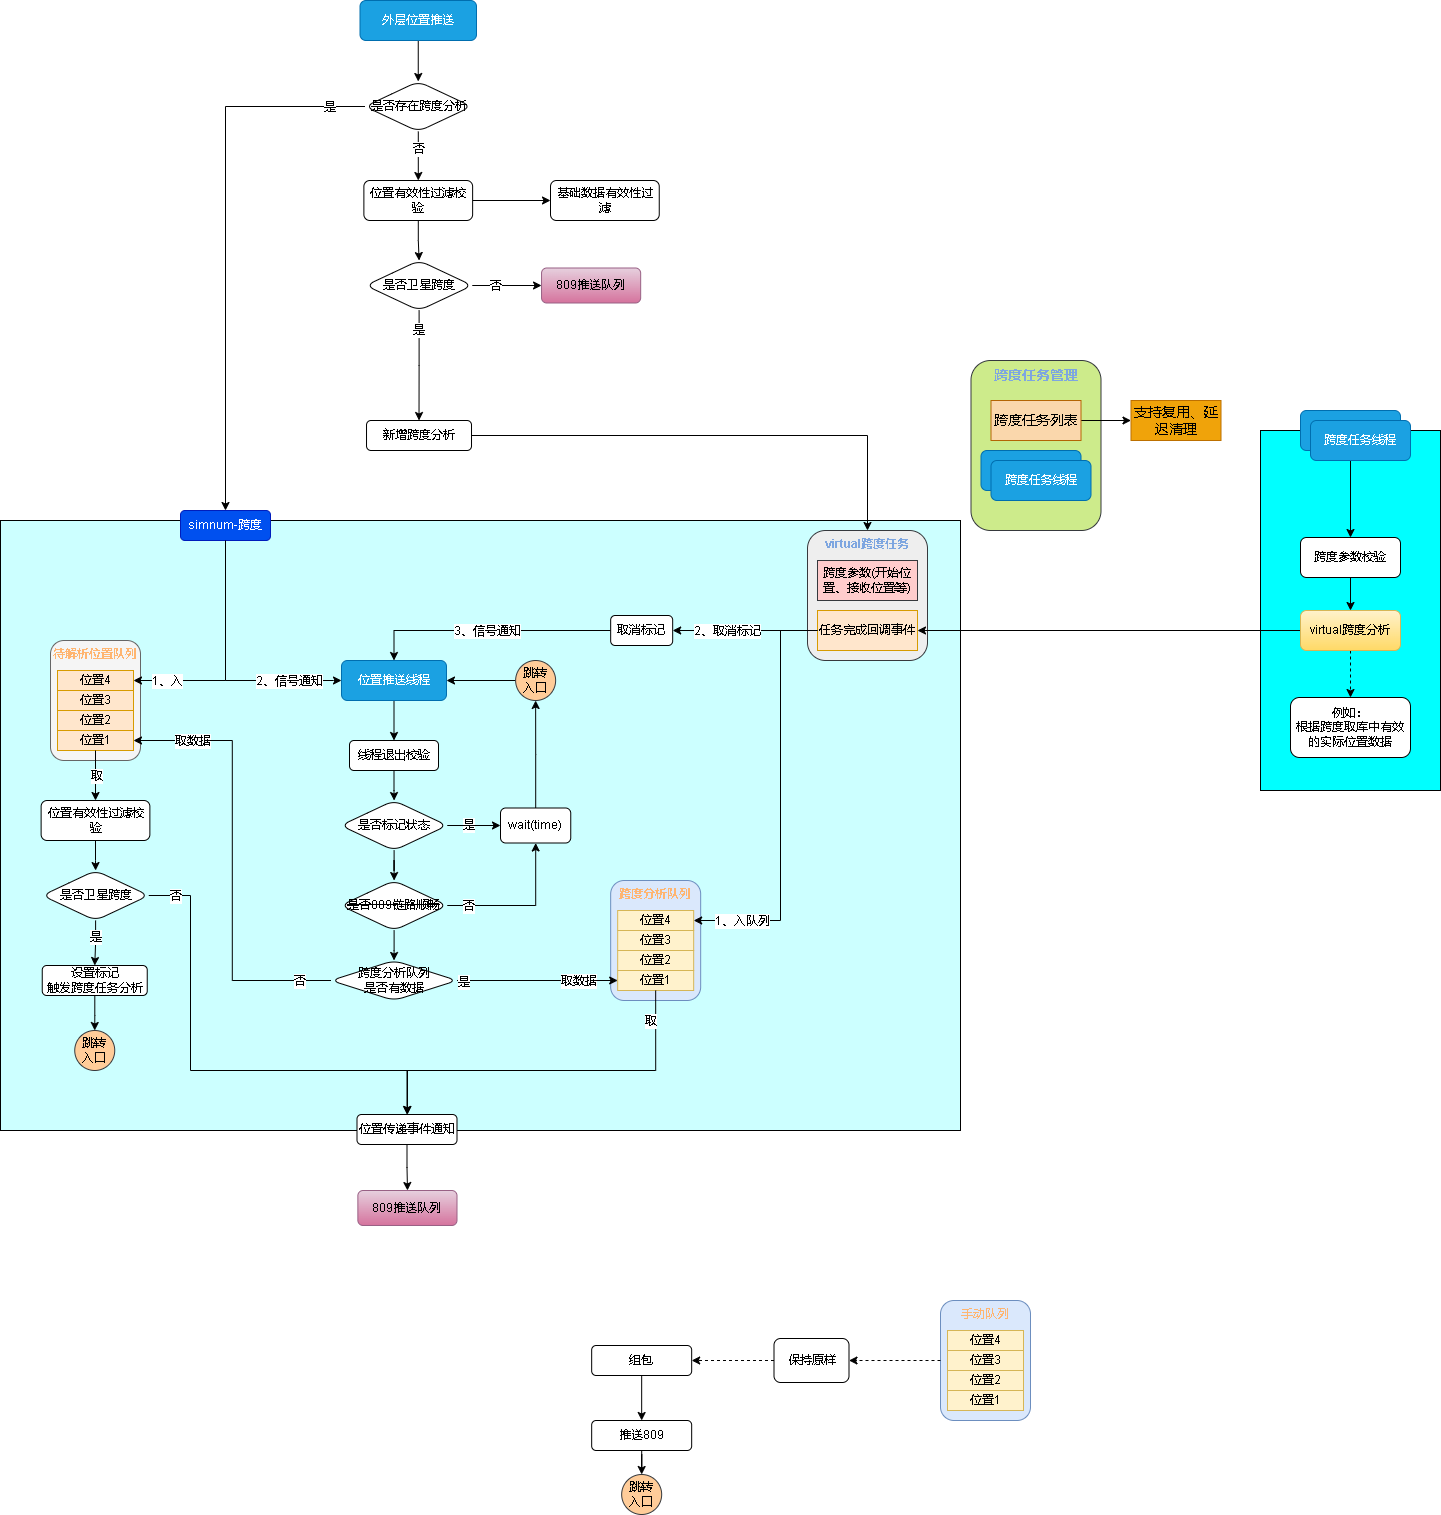 外层位置推送
是否存在跨度分析
是
否
位置有效性过滤校
验
基础数据有效性过
滤
是否卫星跨度
否
809推送队列
是
新增跨度分析
跨度任务管理
跨度任务列表
支持复用、延
迟清理
跨度任务线程
跨度任务线程
跨度参数校验
virtual跨度分析
例如：
根据跨度取库中有效
的实际位置数据
simnum-跨度
virtual跨度任务
跨度参数(开始位
置、接收位置等)
任务完成回调事件
2、取消标记
取消标记
3、信号通知
待解析位置队列
位置4
位置3
位置2
位置1
1、入
2、信号通知
位置推送线程
跳转
入口
取数据
线程退出校验
取
位置有效性过滤校
验
是否标记状态
是
wait(time)
是否卫星跨度
否
是否809链路顺畅
否
跨度分析队列
位置4
位置3
位置2
位置1
1、入队列
是
设置标记
触发跨度任务分析
否
跨度分析队列
是否有数据
是
取数据
取
跳转
入口
位置传递事件通知
809推送队列
手动队列
位置4
位置3
位置2
位置1
保持原样
组包
推送809
跳转
入口